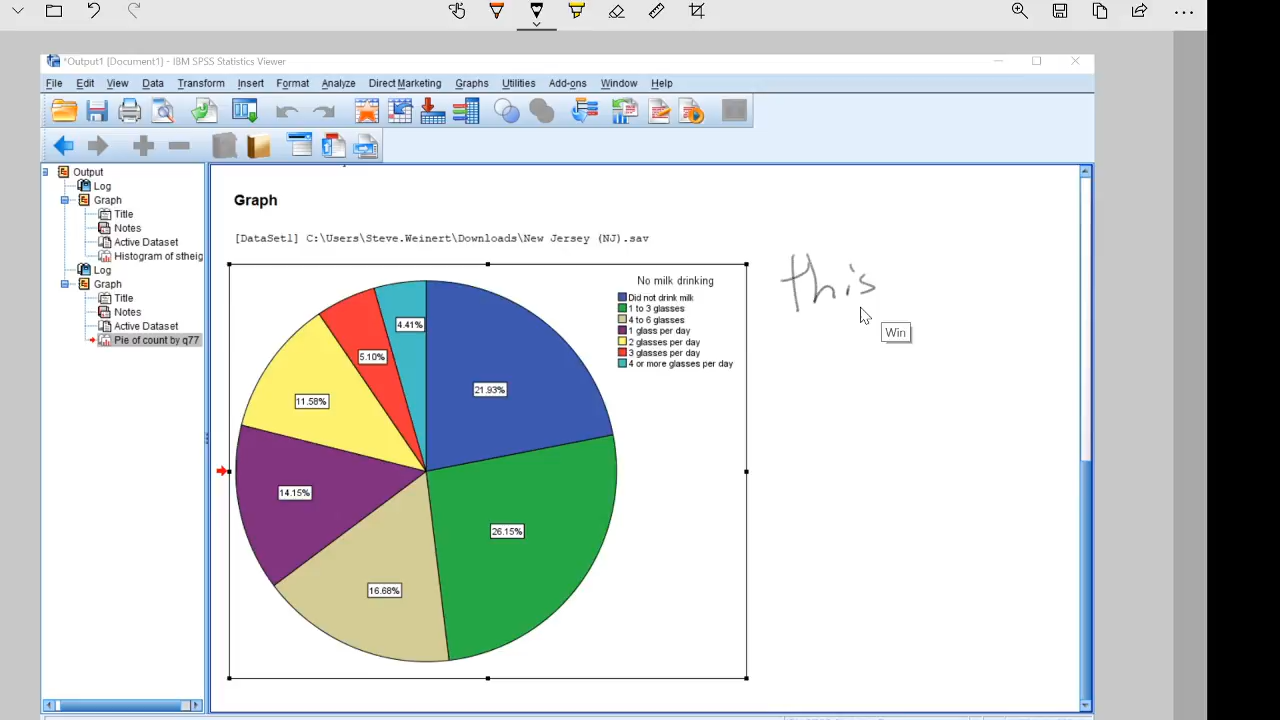 *Output1 [Document1] - IBM SPSS Statistics Viewer
File Edit View Data Transform Insert Format Analyze Direct Marketing Graphs Utilities Add-ons Window Help
Output
Log
Graph
Title
Notes
Active Dataset
Histogram of stheig
Log
Graph
Title
Notes
Active Dataset
Pie of count by q77
Graph
[DataSet1] C:\Users\Steve.Weinert\Downloads\New Jersey (NJ).sav
No milk drinking
Did not drink milk
1 to 3 glasses
4 to 6 glasses
1 glass per day
2 glasses per day
3 glasses per day
4 or more glasses per day
4.41%
5.10%
21.93%
11.58%
14.15%
26.15%
16.68%
this
Win